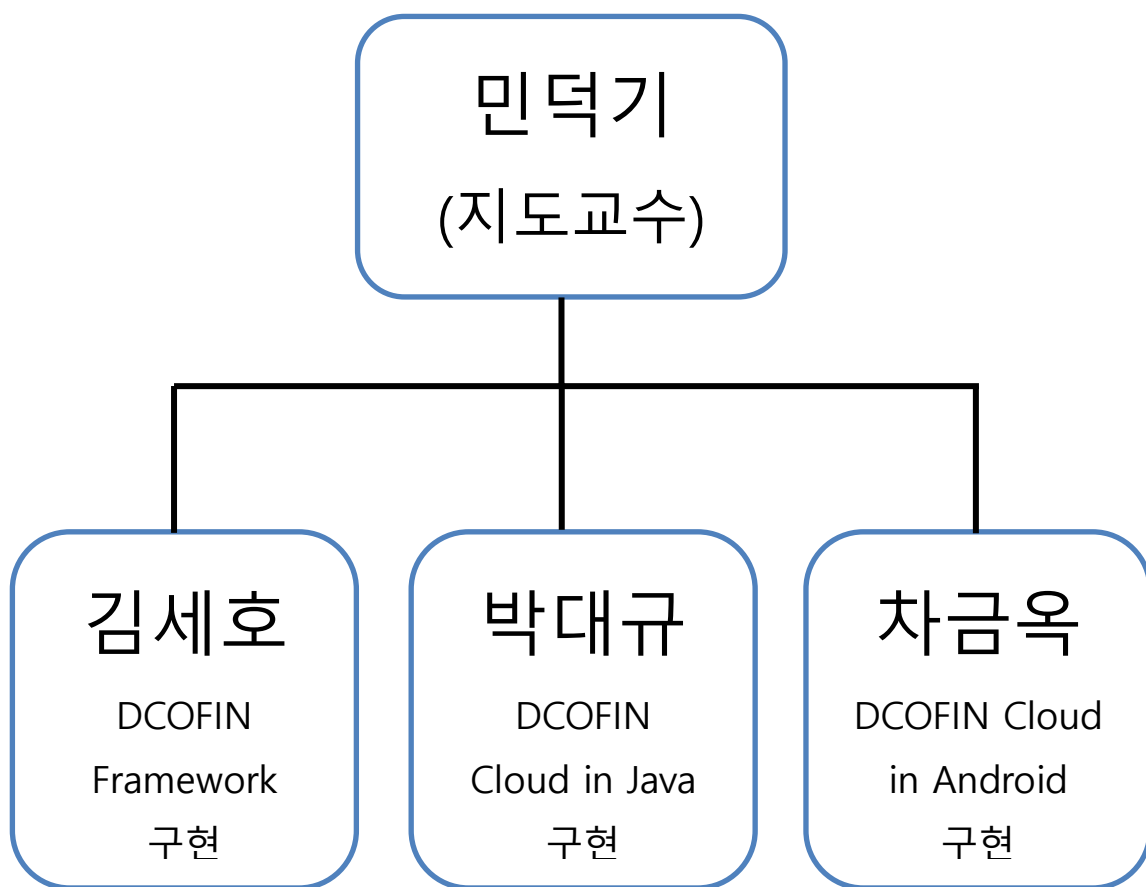 민덕기
(지도교수)
김세호
DCOFIN
Framework
구현
박대규
DCOFIN
Cloud in Java
구현
차금옥
DCOFIN Cloud
in Android
구현